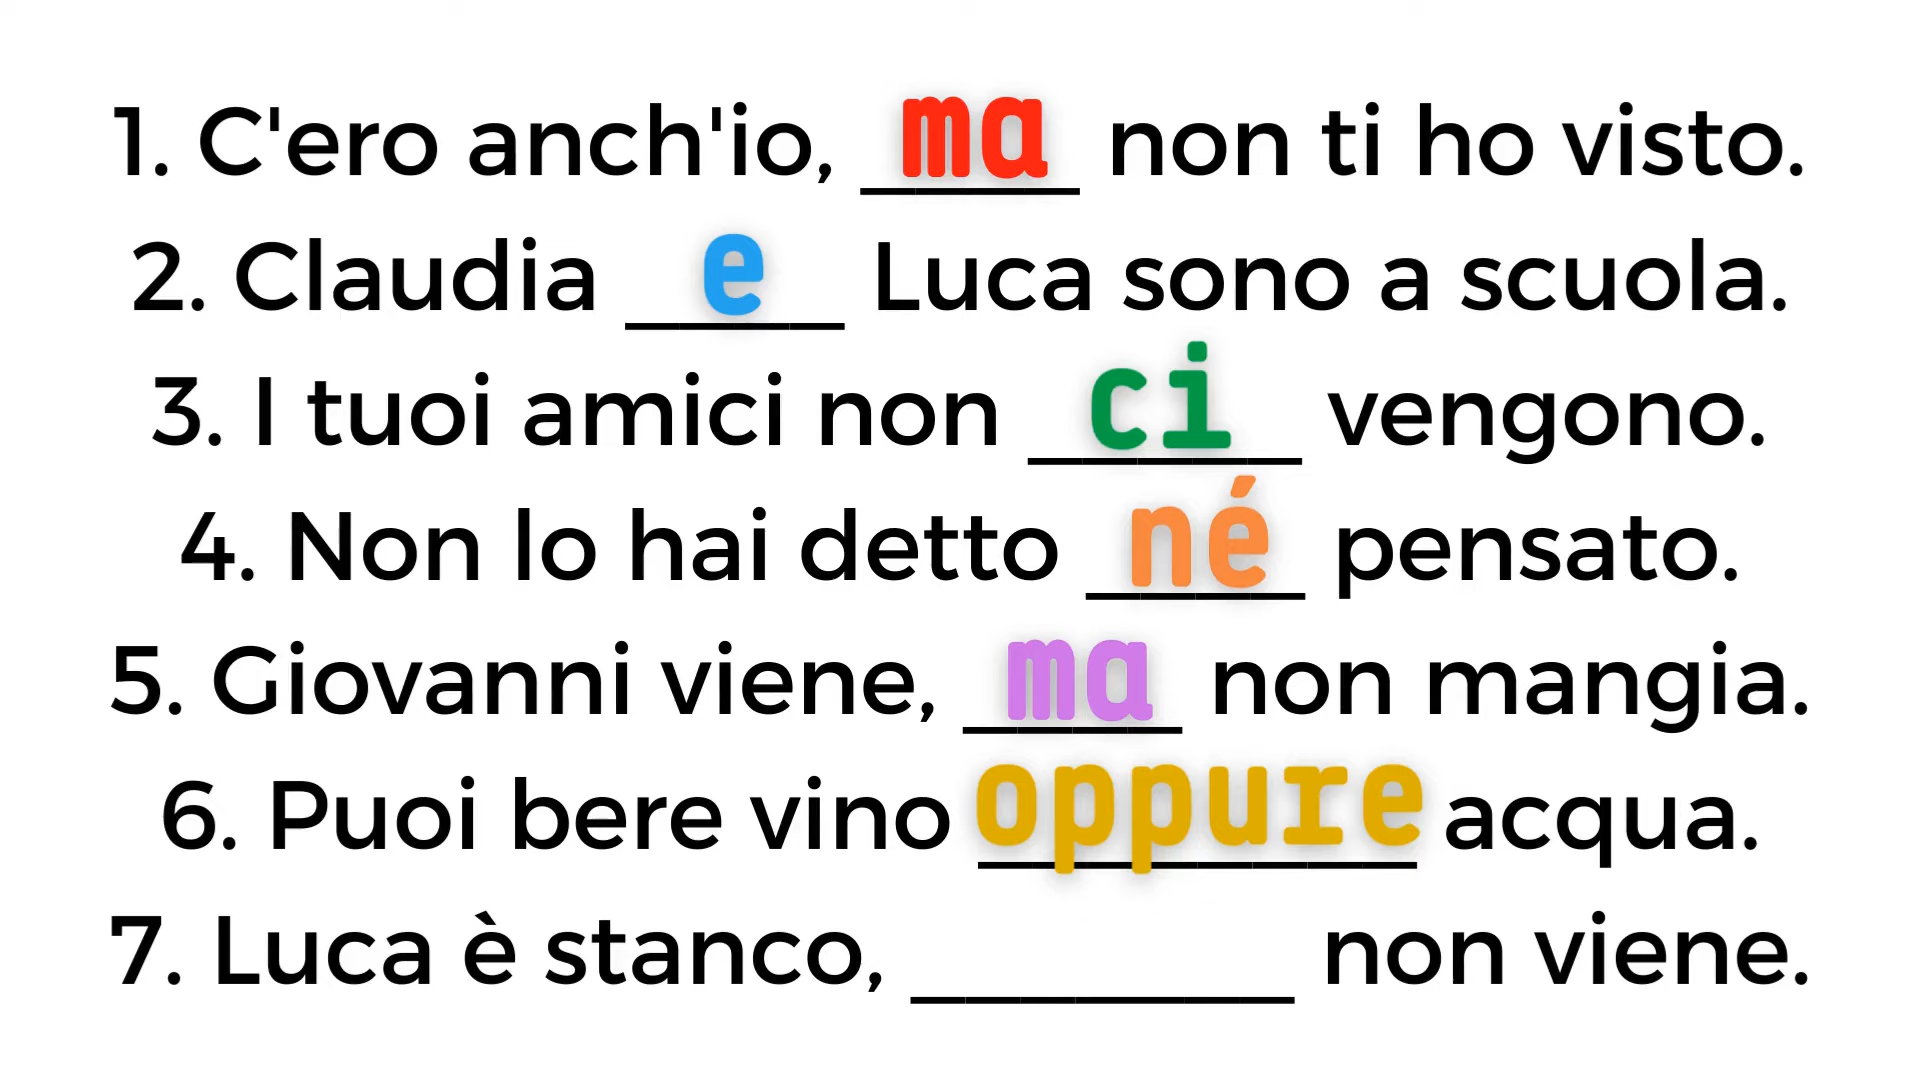 1. C'ero anch'io, ma non ti ho visto.
2. Claudia e Luca sono a scuola.
3. I tuoi amici non ci vengono.
4. Non lo hai detto né pensato.
5. Giovanni viene, ma non mangia.
6. Puoi bere vino oppure acqua.
7. Luca è stanco, _______ non viene.